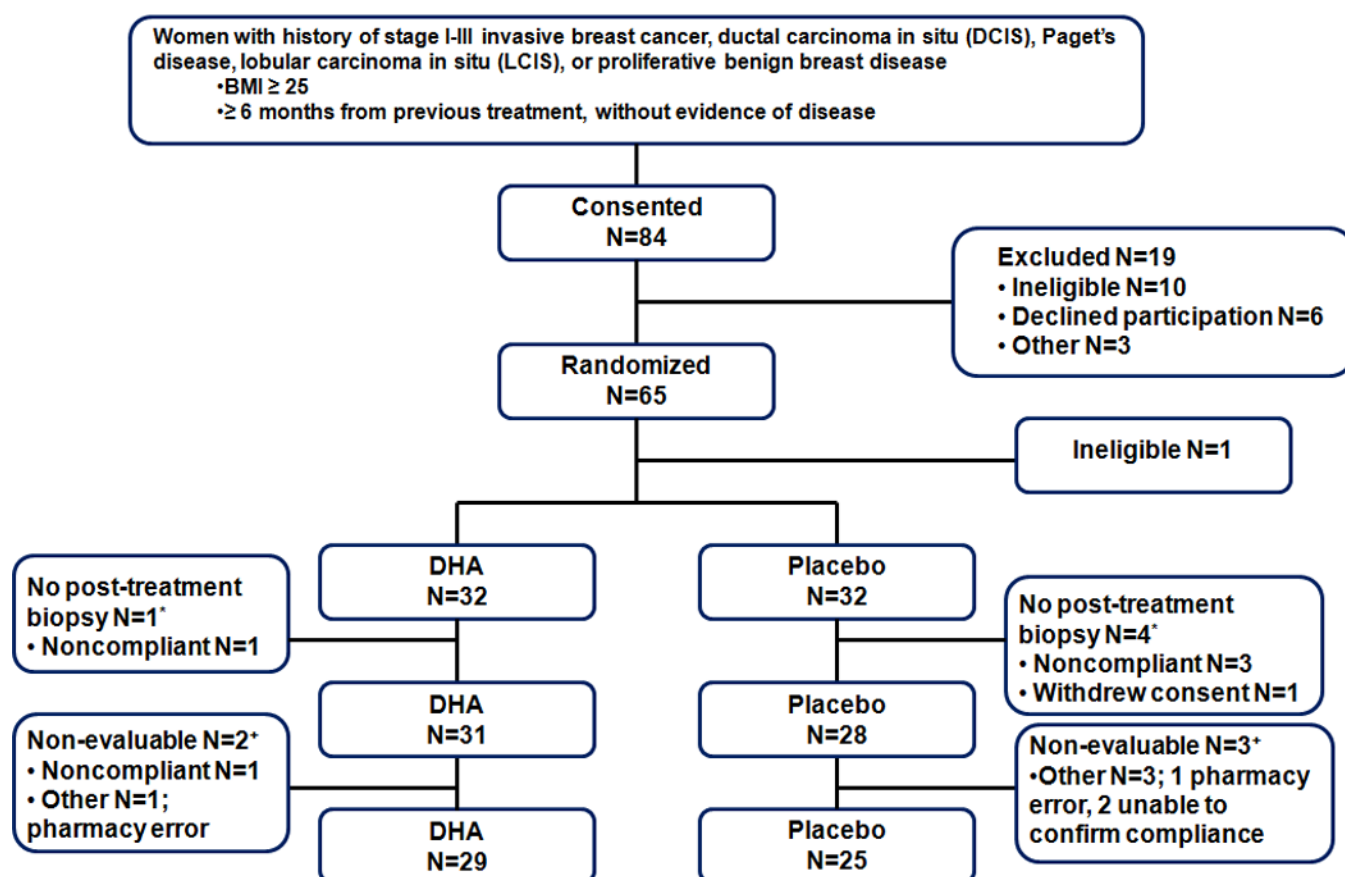 Women with history of stage I-III invasive breast cancer, ductal carcinoma in situ (DCIS), Paget's
disease, lobular carcinoma in situ (LCIS), or proliferative benign breast disease
•BMI ≥ 25
•≥ 6 months from previous treatment, without evidence of disease
Consented
N=84
Excluded N=19
• Ineligible N=10
• Declined participation N=6
• Other N=3
Randomized
N=65
Ineligible N=1
DHA
N=32
Placebo
N=32
No post-treatment
biopsy N=1*
• Noncompliant N=1
No post-treatment
biopsy N=4*
• Noncompliant N=3
• Withdrew consent N=1
DHA
N=31
Placebo
N=28
Non-evaluable N=2+
• Noncompliant N=1
• Other N=1;
pharmacy error
Non-evaluable N=3+
•Other N=3; 1 pharmacy
error, 2 unable to
confirm compliance
DHA
N=29
Placebo
N=25